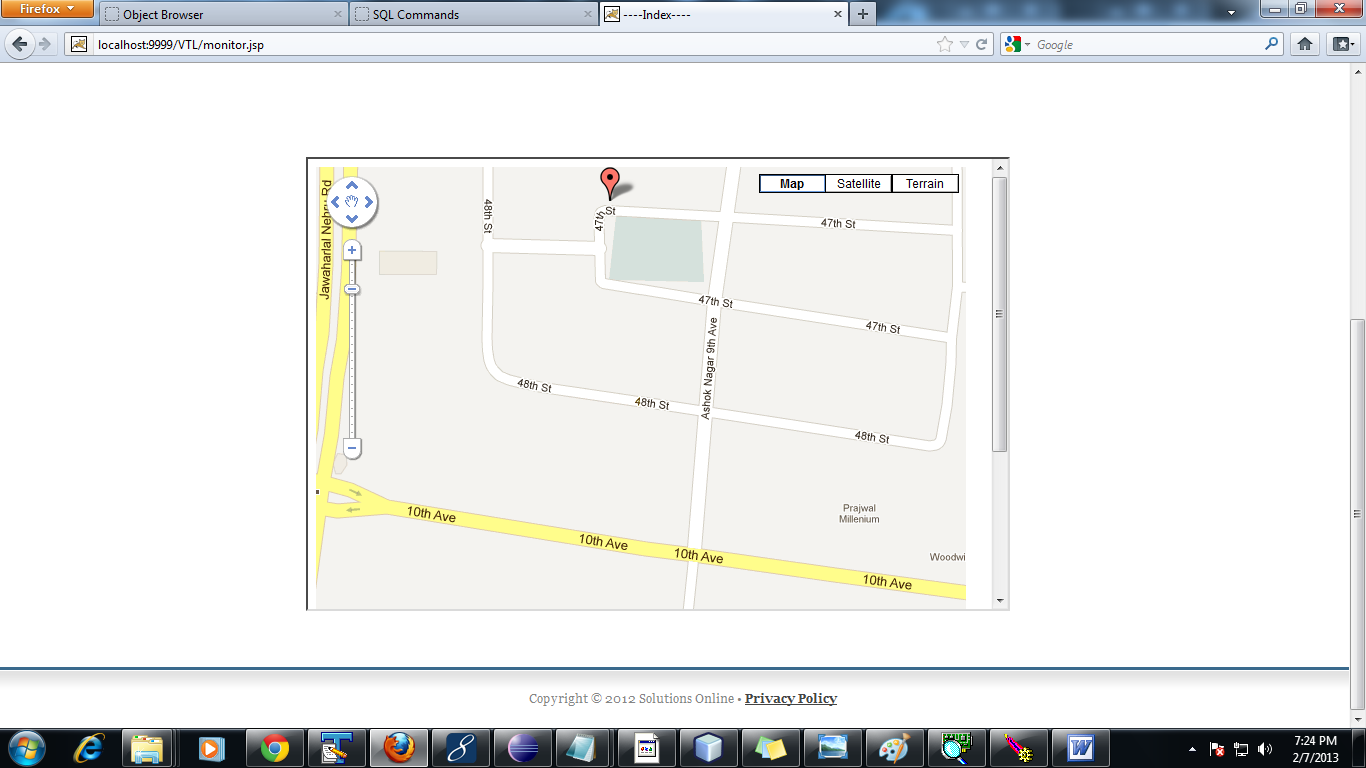 Firefox
Object Browser
SQL Commands
----Index----
localhost:9999/VTL/monitor.jsp
Google
Map
Satellite
Terrain
Jawaharlal Nehru Rd
48th St
47th St
47th St
47th St
47th St
Ashok Nagar 9th Ave
48th St
48th St
48th St
Prajwal
Millenium
Woodwi
10th Ave
10th Ave
10th Ave
10th Ave
Copyright © 2012 Solutions Online • Privacy Policy
7:24 PM
2/7/2013